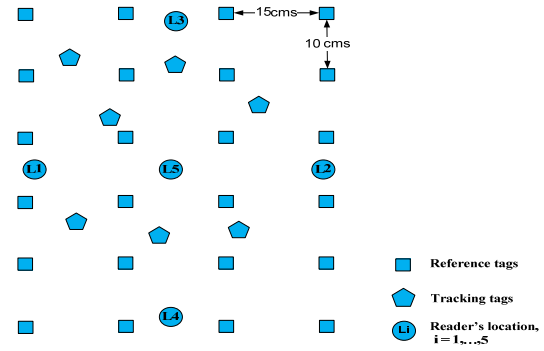 L3
15cms
10 cms
L1
L5
L2
L4
Reference tags
Tracking tags
Li
Reader's location,
i=1,...,5